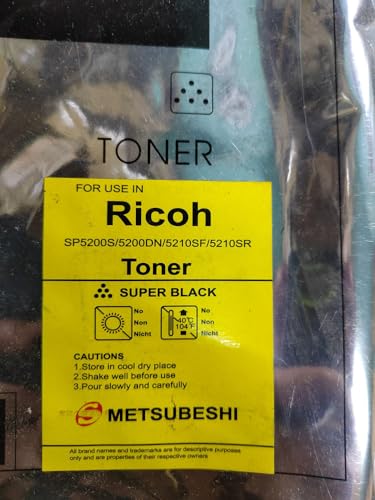 TONER
FOR USE IN
Ricoh
SP5200S/5200DN/5210SF/5210SR
Toner
SUPER BLACK
No
Non
Nicht
40°C
104°F
No
Non
Nicht
CAUTIONS
1.Store in cool dry place
2.Shake well before use
3.Pour slowly and carefully
METSUBESHI
All brand names and trademarks are for descriptive purposes
only and are properties of their respective owners